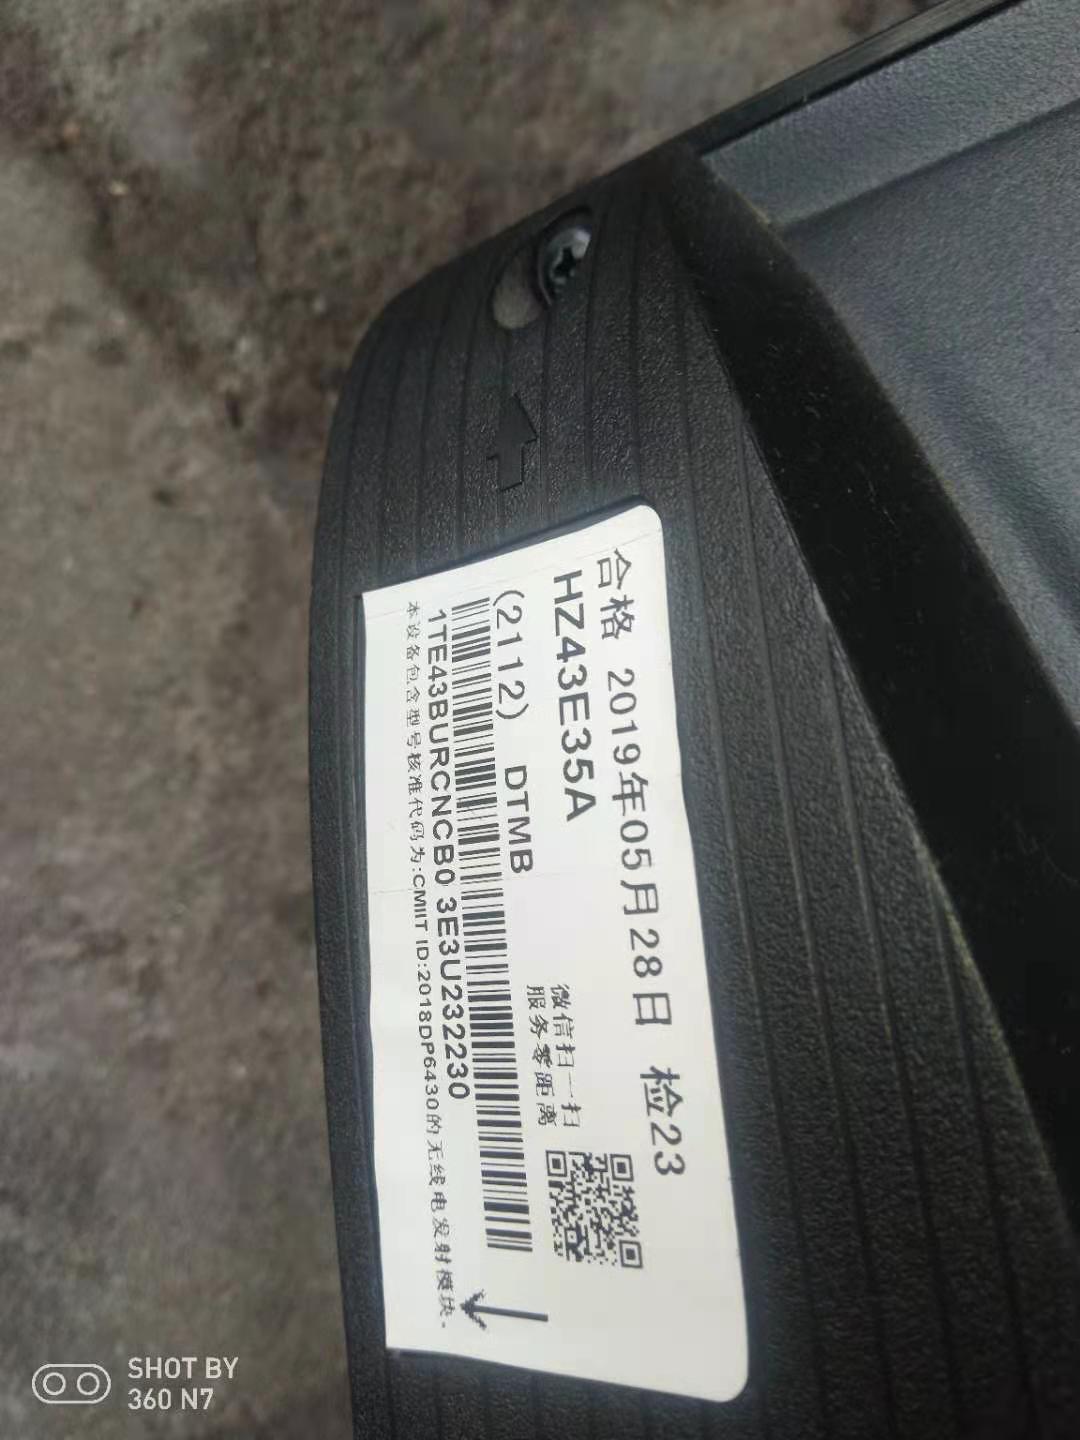 合格 2019年05月28日 检23
HZ43E35A
(2112) DTMB
微信扫一扫
服务零距离
1TE43BURCNCB0 3E3U232230
本设备包含型号核准代码为:CMIIT ID:2018DP6430的无线电发射模块。
SHOT BY
360 N7